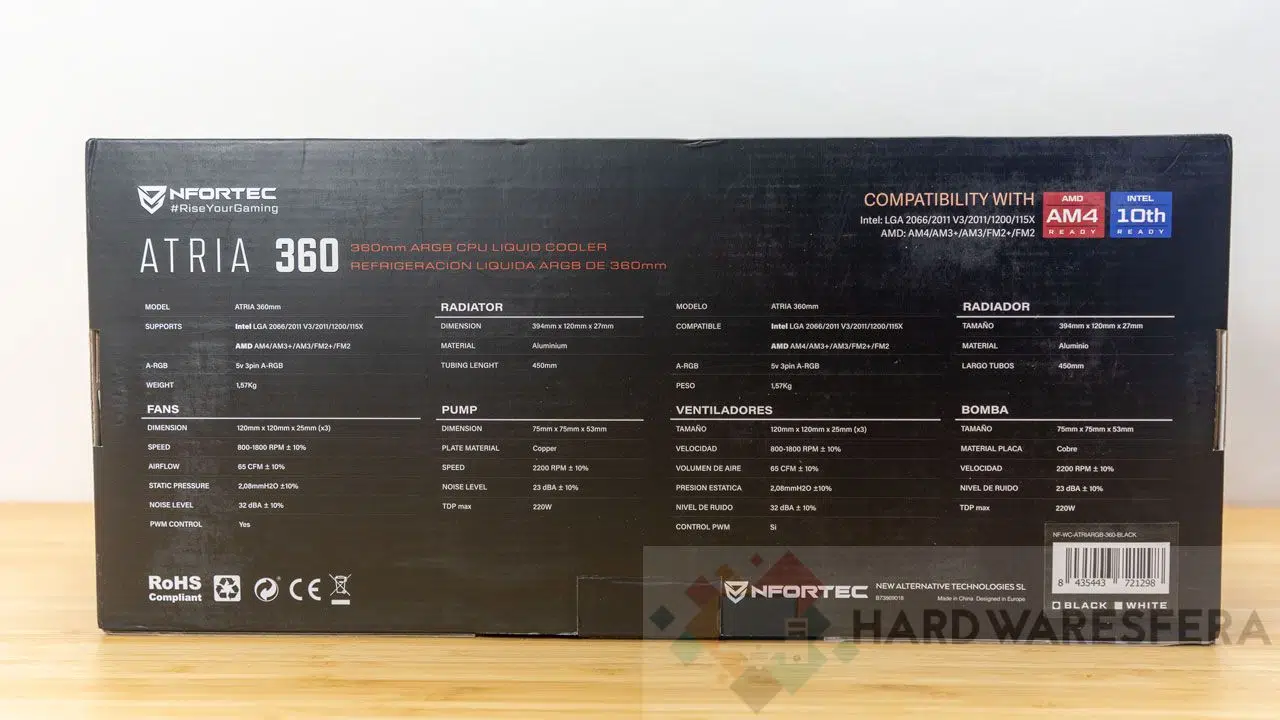 NFORTEC
#RiseYourGaming
ATRIA 360
360mm ARGB CPU LIQUID COOLER
REFRIGERACION LIQUIDA ARGB DE 360mm
COMPATIBILITY WITH
Intel: LGA 2066/2011 V3/2011/1200/115X
AMD: AM4/AM3+/AM3/FM2+/FM2
AMD
AM4
READY
INTEL
10th
READY
MODEL ATRIA 360mm
SUPPORTS Intel LGA 2066/2011 V3/2011/1200/115X
AMD AM4/AM3+/AM3/FM2+/FM2
A-RGB 5v 3pin A-RGB
WEIGHT 1,57Kg
RADIATOR
DIMENSION 394mm x 120mm x 27mm
MATERIAL Aluminium
TUBING LENGHT 450mm
FANS
DIMENSION 120mm x 120mm x 25mm (x3)
SPEED 800-1800 RPM ± 10%
AIRFLOW 65 CFM ± 10%
STATIC PRESSURE 2,08mmH2O ±10%
NOISE LEVEL 32 dBA ± 10%
PWM CONTROL Yes
PUMP
DIMENSION 75mm x 75mm x 53mm
PLATE MATERIAL Copper
SPEED 2200 RPM ± 10%
NOISE LEVEL 23 dBA ± 10%
TDP max 220W
MODELO ATRIA 360mm
COMPATIBLE Intel LGA 2066/2011 V3/2011/1200/115X
AMD AM4/AM3+/AM3/FM2+/FM2
A-RGB 5v 3pin A-RGB
PESO 1,57Kg
RADIADOR
TAMAÑO 394mm x 120mm x 27mm
MATERIAL Aluminio
LARGO TUBOS 450mm
VENTILADORES
TAMAÑO 120mm x 120mm x 25mm (x3)
VELOCIDAD 800-1800 RPM ± 10%
VOLUMEN DE AIRE 65 CFM ± 10%
PRESION ESTATICA 2,08mmH2O ±10%
NIVEL DE RUIDO 32 dBA ± 10%
CONTROL PWM Si
BOMBA
TAMAÑO 75mm x 75mm x 53mm
MATERIAL PLACA Cobre
VELOCIDAD 2200 RPM ± 10%
NIVEL DE RUIDO 23 dBA ± 10%
TDP max 220W
RoHS
Compliant
CE
NFORTEC
NEW ALTERNATIVE TECHNOLOGIES SL
B73869018 Made in China Designed in Europe
NF-WC-ATRIARGB-360-BLACK
8 435443 721298
BLACK WHITE
HARDWARESFERA